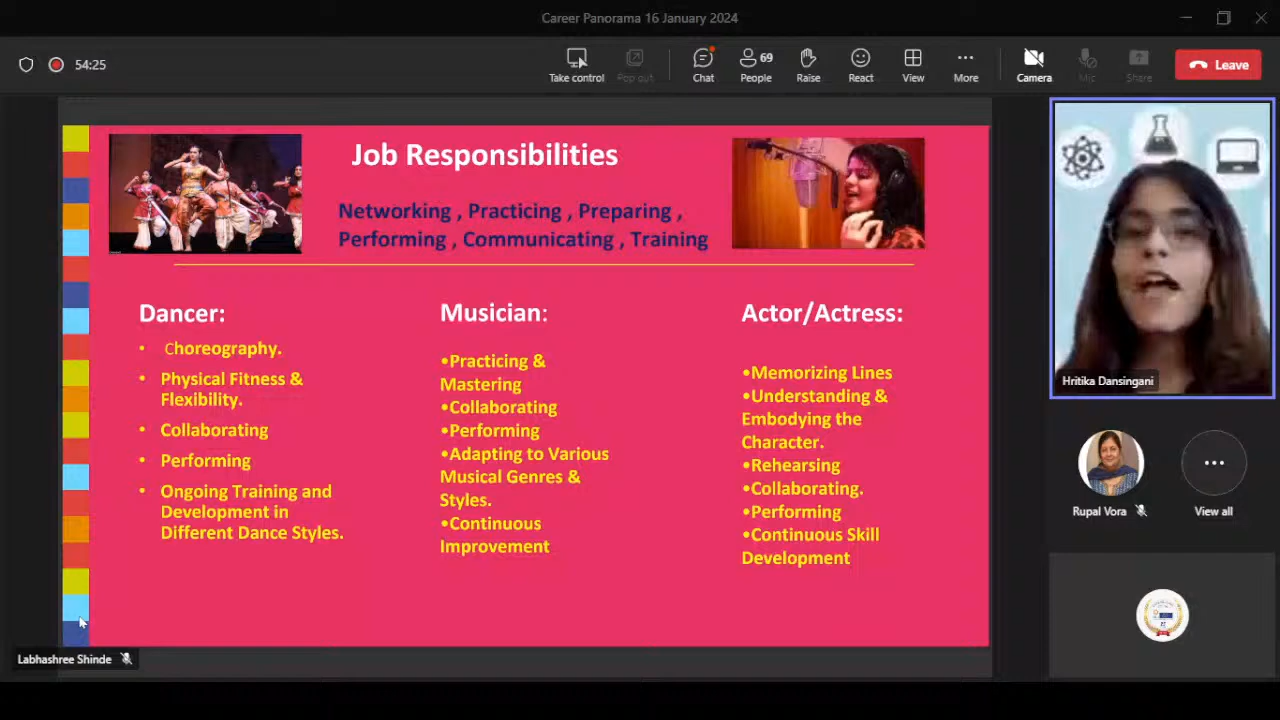 Career Panorama 16 January 2024
54:25
Take control
Pop out
Chat
69
People
Raise
React
View
More
Camera
Mic
Share
Leave
Job Responsibilities
Networking , Practicing , Preparing ,
Performing , Communicating , Training
Dancer:
• Choreography.
• Physical Fitness &
Flexibility.
• Collaborating
• Performing
• Ongoing Training and
Development in
Different Dance Styles.
Musician:
•Practicing &
Mastering
•Collaborating
•Performing
•Adapting to Various
Musical Genres &
Styles.
•Continuous
Improvement
Actor/Actress:
•Memorizing Lines
•Understanding &
Embodying the
Character.
•Rehearsing
•Collaborating.
•Performing
•Continuous Skill
Development
Hritika Dansingani
Rupal Vora
View all
Labhashree Shinde